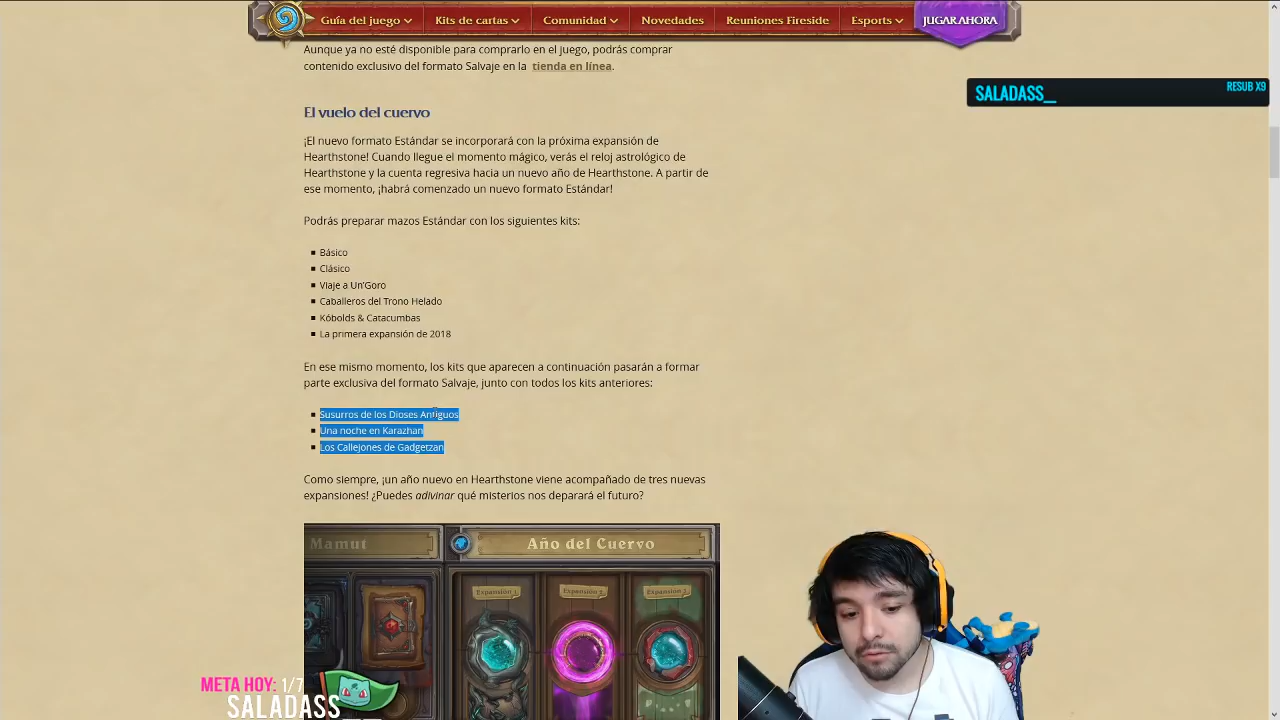 Guía del juego
Kits de cartas
Comunidad
Novedades
Reuniones Fireside
Esports
JUGAR AHORA
Aunque ya no esté disponible para comprarlo en el juego, podrás comprar
contenido exclusivo del formato Salvaje en la tienda en línea.
SALADASS__
RESUB X9
El vuelo del cuervo
¡El nuevo formato Estándar se incorporará con la próxima expansión de
Hearthstone! Cuando llegue el momento mágico, verás el reloj astrológico de
Hearthstone y la cuenta regresiva hacia un nuevo año de Hearthstone. A partir de
ese momento, ¡habrá comenzado un nuevo formato Estándar!
Podrás preparar mazos Estándar con los siguientes kits:
Básico
Clásico
Viaje a Un'Goro
Caballeros del Trono Helado
Kóbolds & Catacumbas
La primera expansión de 2018
En ese mismo momento, los kits que aparecen a continuación pasarán a formar
parte exclusiva del formato Salvaje, junto con todos los kits anteriores:
Susurros de los Dioses Antiguos
Una noche en Karazhan
Los Callejones de Gadgetzan
Como siempre, ¡un año nuevo en Hearthstone viene acompañado de tres nuevas
expansiones! ¿Puedes adivinar qué misterios nos deparará el futuro?
Mamut
Año del Cuervo
Expansión 1
Expansión 2
Expansión 3
META HOY: 1/7
SALADASS__